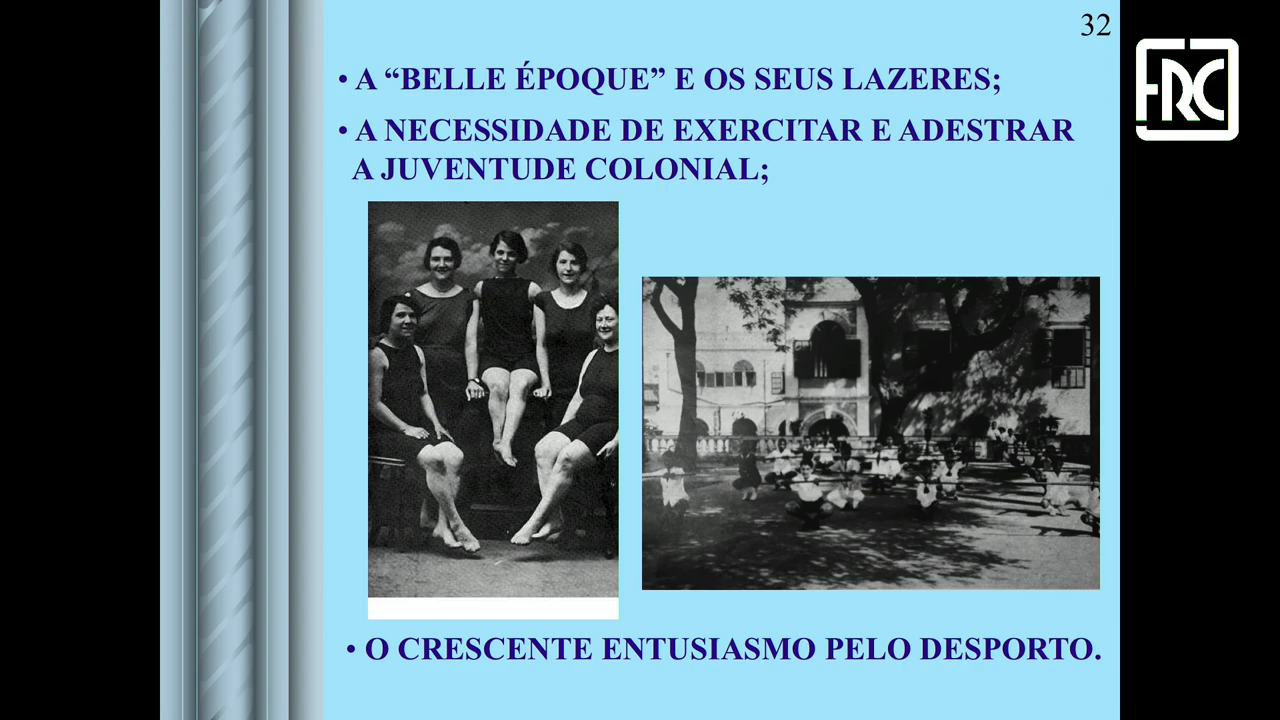 32
• A “BELLE ÉPOQUE” E OS SEUS LAZERES;
• A NECESSIDADE DE EXERCITAR E ADESTRAR
A JUVENTUDE COLONIAL;
• O CRESCENTE ENTUSIASMO PELO DESPORTO.
FRC